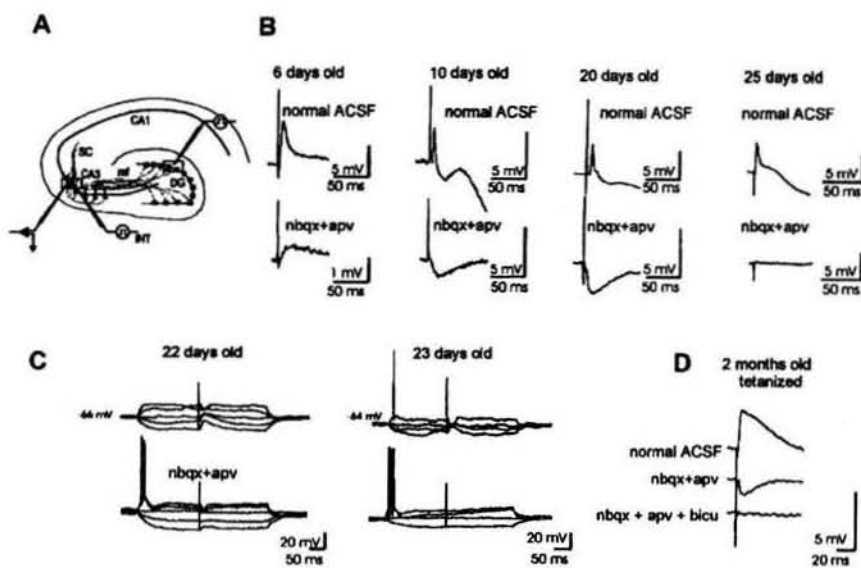 A
CA1
SC
CA3
mf
DG
INT
B
6 days old
normal ACSF
5 mV
50 ms
nbqx+apv
1 mV
50 ms
10 days old
normal ACSF
5 mV
50 ms
nbqx+apv
5 mV
50 ms
20 days old
normal ACSF
5 mV
50 ms
nbqx+apv
5 mV
50 ms
25 days old
normal ACSF
5 mV
50 ms
nbqx+apv
5 mV
50 ms
C
22 days old
-64 mV
nbqx+apv
20 mV
50 ms
23 days old
-64 mV
20 mV
50 ms
D
2 months old
tetanized
normal ACSF
nbqx+apv
nbqx + apv + bicu
5 mV
20 ms